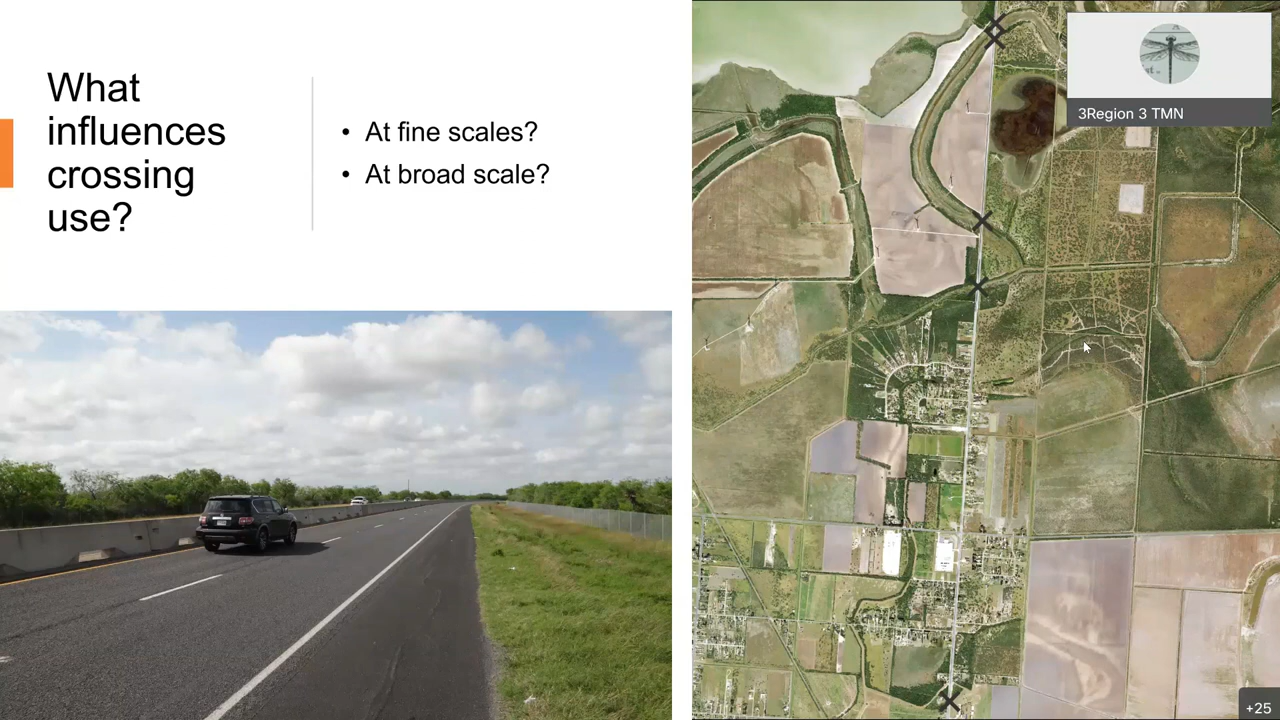 What
influences
crossing
use?
• At fine scales?
• At broad scale?
3Region 3 TMN
+25